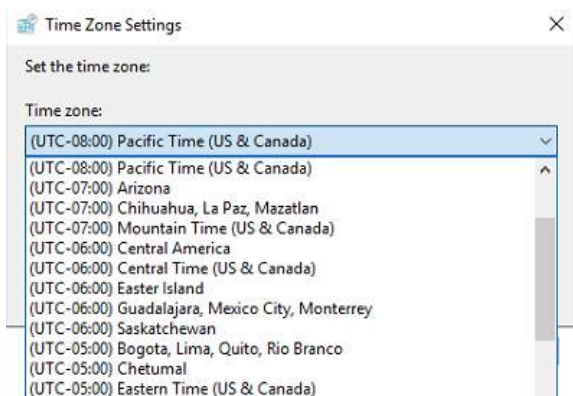 Time Zone Settings
Set the time zone:
Time zone:
(UTC-08:00) Pacific Time (US & Canada)
(UTC-08:00) Pacific Time (US & Canada)
(UTC-07:00) Arizona
(UTC-07:00) Chihuahua, La Paz, Mazatlan
(UTC-07:00) Mountain Time (US & Canada)
(UTC-06:00) Central America
(UTC-06:00) Central Time (US & Canada)
(UTC-06:00) Easter Island
(UTC-06:00) Guadalajara, Mexico City, Monterrey
(UTC-06:00) Saskatchewan
(UTC-05:00) Bogota, Lima, Quito, Rio Branco
(UTC-05:00) Chetumal
(UTC-05:00) Eastern Time (US & Canada)